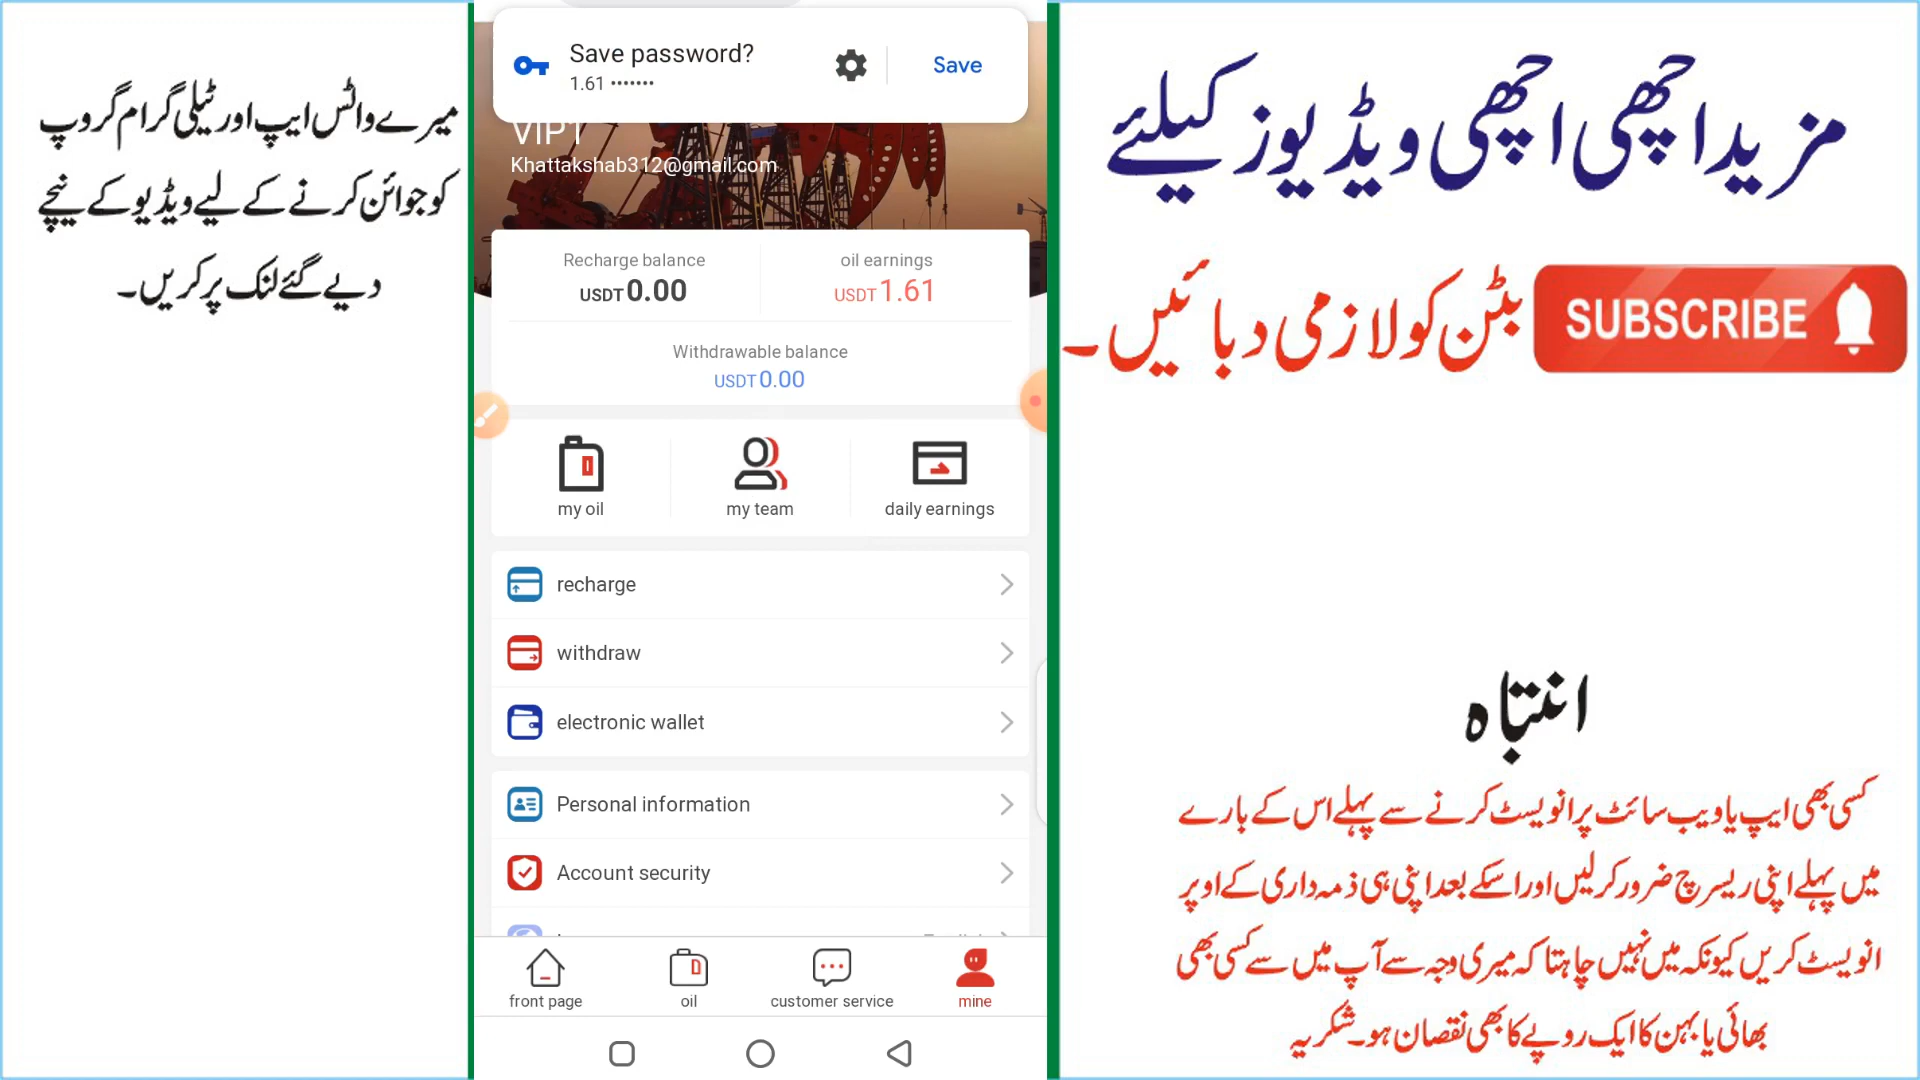 میرے واٹس ایپ اور ٹیلی گرام گروپ
کو جوائن کرنے کے لیے ویڈیو کے نیچے
دیے گئے لنک پر کریں۔
Save password?
1.61 •••••••
Save
VIP1
Khattakshab312@gmail.com
Recharge balance
USDT 0.00
oil earnings
USDT 1.61
Withdrawable balance
USDT 0.00
my oil
my team
daily earnings
recharge
withdraw
electronic wallet
Personal information
Account security
front page
oil
customer service
mine
مزید اچھی اچھی ویڈیوز کیلئے
SUBSCRIBE بٹن کو لازمی دبائیں۔
انتباہ
کسی بھی ایپ یا ویب سائٹ پر انویسٹ کرنے سے پہلے اس کے بارے
میں پہلے اپنی ریسرچ ضرور کرلیں اور اسکے بعد اپنی ہی ذمہ داری کے اوپر
انویسٹ کریں کیونکہ میں نہیں چاہتا کہ میری وجہ سے آپ میں سے کسی بھی
بھائی یا بہن کا ایک روپے کا بھی نقصان ہو۔ شکریہ